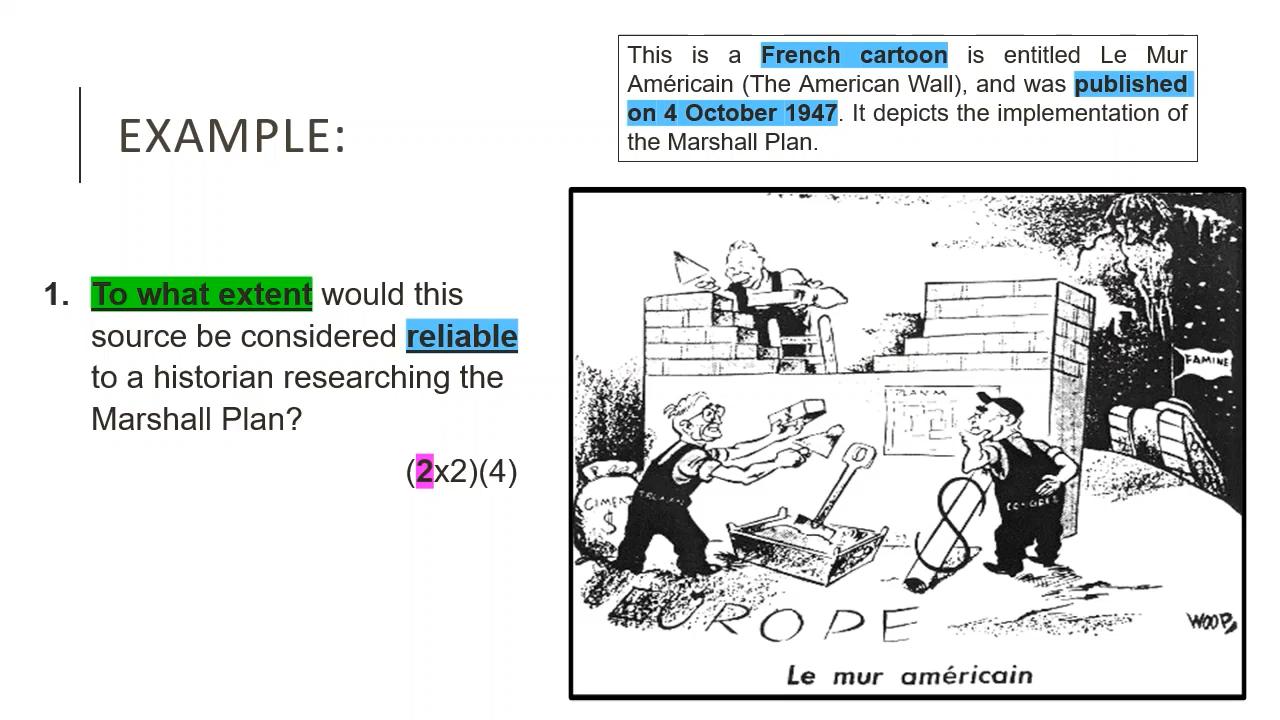 This is a French cartoon is entitled Le Mur
Américain (The American Wall), and was published
on 4 October 1947. It depicts the implementation of
the Marshall Plan.
EXAMPLE:
1. To what extent would this
source be considered reliable
to a historian researching the
Marshall Plan?
(2x2)(4)
FAMINE
PLAN M
CIMENT
$
TRUMAN
$
EUROPE
WOOP
Le mur américain